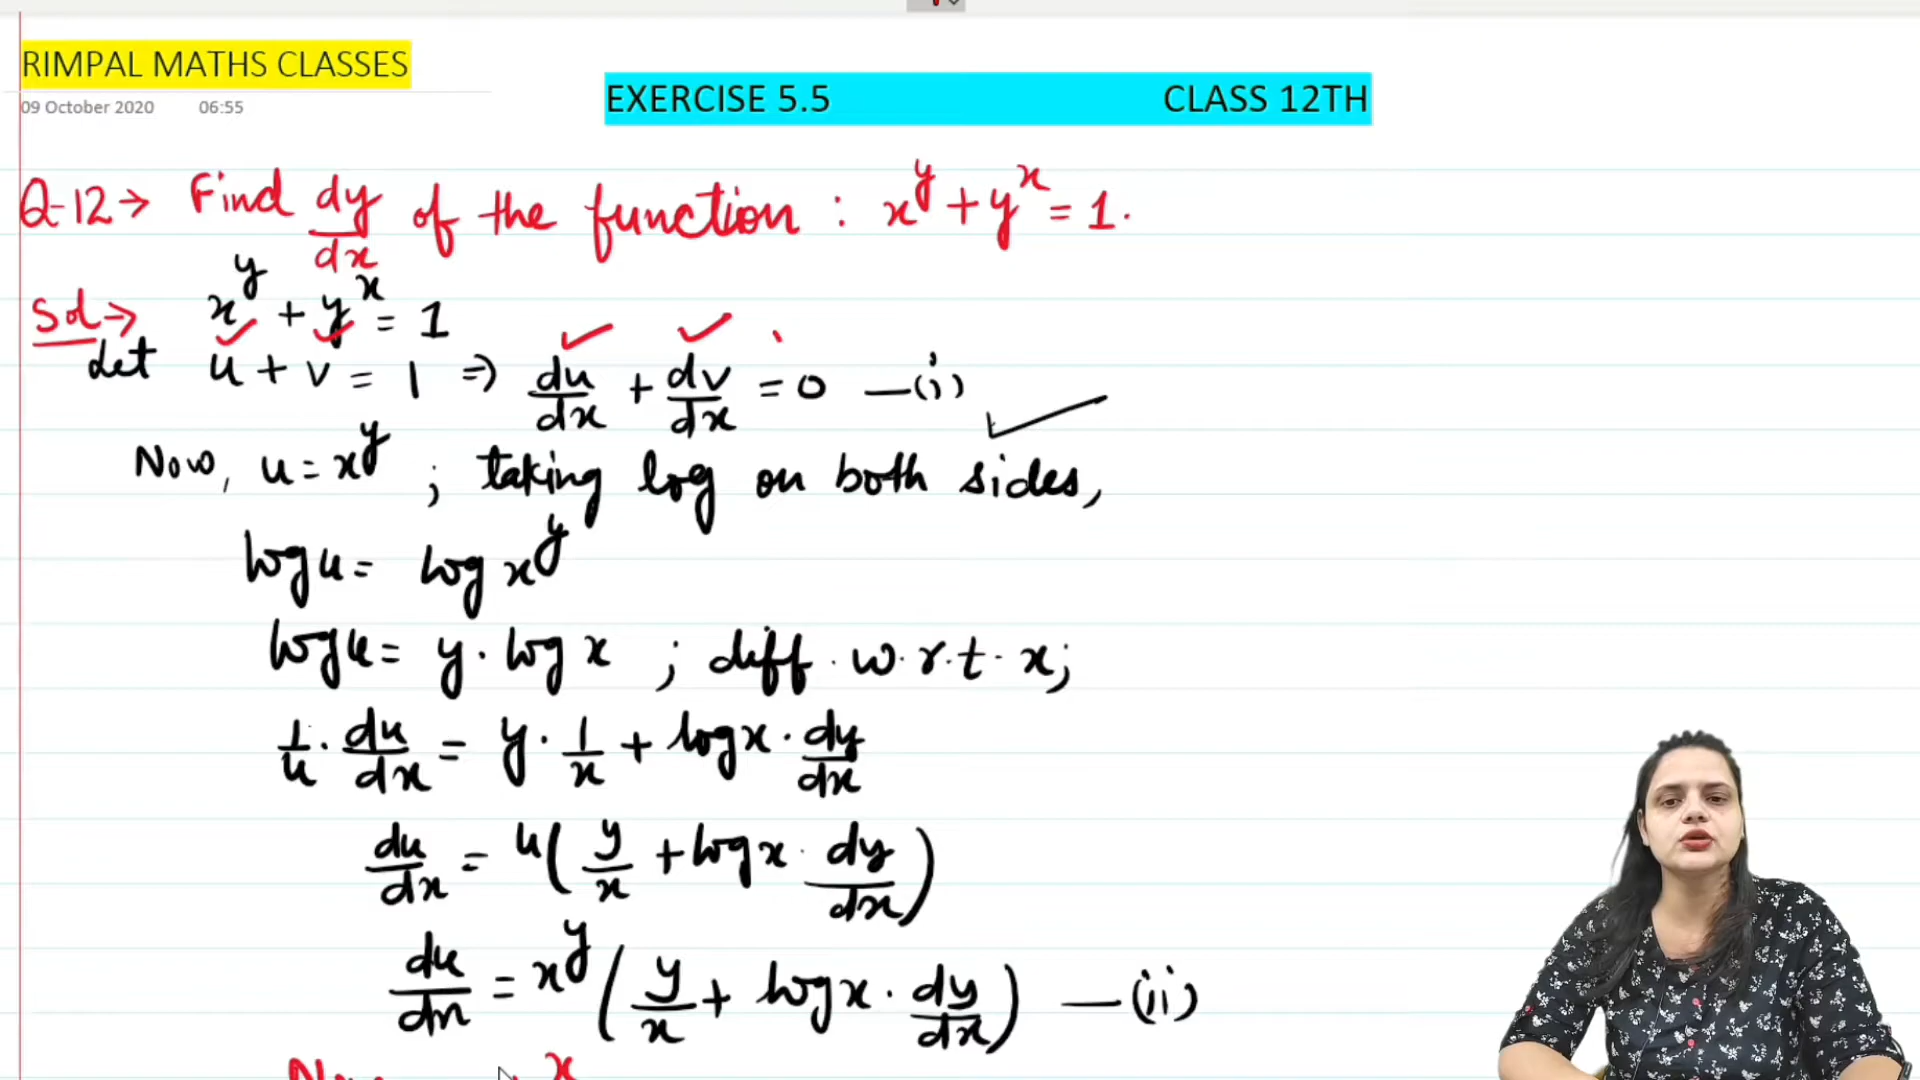 RIMPAL MATHS CLASSES
09 October 2020 06:55
EXERCISE 5.5 CLASS 12TH
Q-12→ Find dy/dx of the function : x^y + y^x = 1.
Sol→ x^y + y^x = 1
Let u + v = 1 ⇒ du/dx + dv/dx = 0 —(i)
Now, u = x^y ; taking log on both sides,
log u = log x^y
log u = y · log x ; diff · w·r·t· x;
1/u · du/dx = y · 1/x + log x · dy/dx
du/dx = u( y/x + log x · dy/dx )
du/dn = x^y ( y/x + log x · dy/dx ) —(ii)